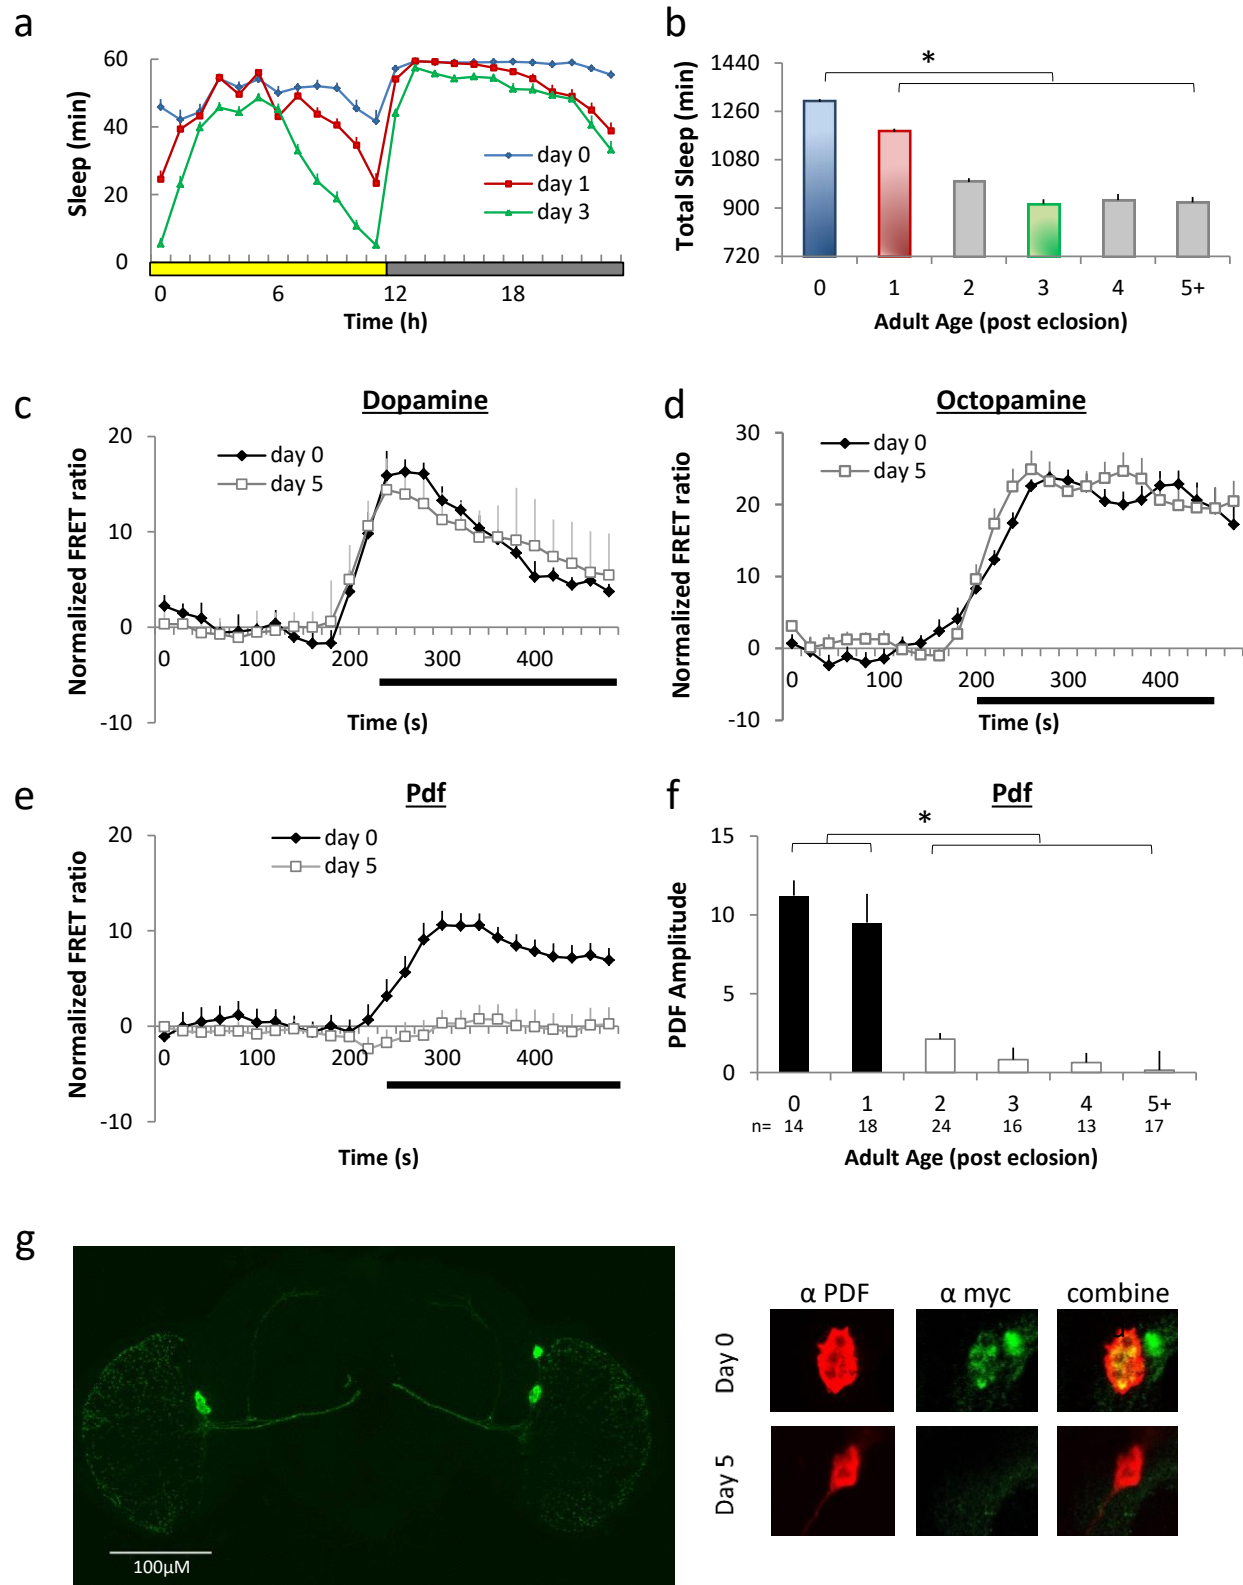 a
60
40
20
0
Sleep (min)
day 0
day 1
day 3
0 6 12 18
Time (h)
b
*
1440
1260
1080
900
720
Total Sleep (min)
0 1 2 3 4 5+
Adult Age (post eclosion)
c
Dopamine
20
10
0
-10
Normalized FRET ratio
day 0
day 5
0 100 200 300 400
Time (s)
d
Octopamine
30
20
10
0
-10
Normalized FRET ratio
day 0
day 5
0 100 200 300 400
Time (s)
e
Pdf
20
10
0
-10
Normalized FRET ratio
day 0
day 5
0 100 200 300 400
Time (s)
f
Pdf
*
15
10
5
0
PDF Amplitude
0 1 2 3 4 5+
n= 14 18 24 16 13 17
Adult Age (post eclosion)
g
100μM
α PDF α myc combine
d
Day 0
Day 5